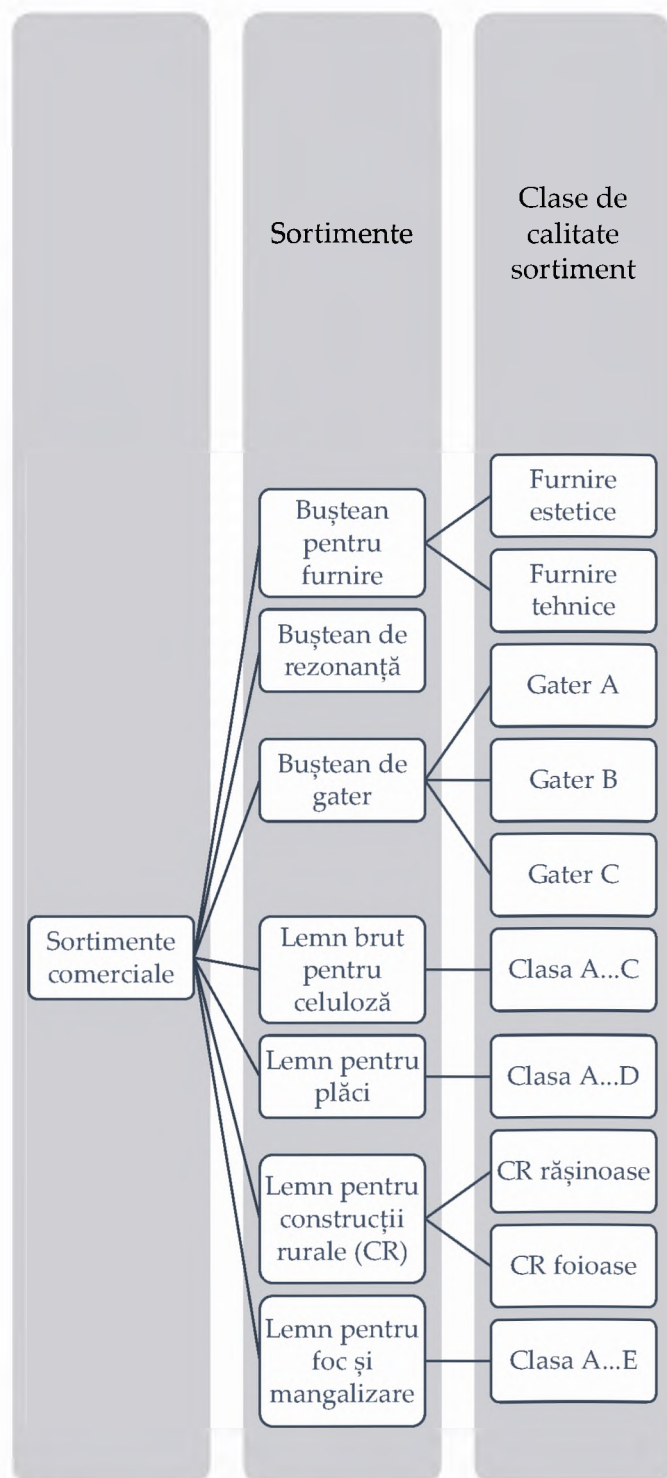 Sortimente
Clase de
calitate
sortiment
Sortimente
comerciale
Buștean
pentru
furnire
Furnire
estetice
Furnire
tehnice
Buștean de
rezonanță
Buștean de
gater
Gater A
Gater B
Gater C
Lemn brut
pentru
celuloză
Clasa A...C
Lemn pentru
plăci
Clasa A...D
Lemn pentru
construcții
rurale (CR)
CR rășinoase
CR foioase
Lemn pentru
foc și
mangalizare
Clasa A...E